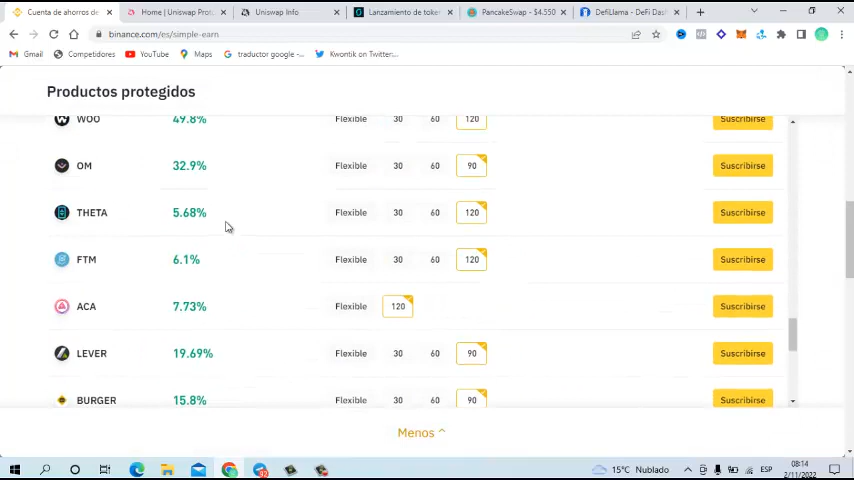 Cuenta de ahorros de
Home | Uniswap Prot
Uniswap Info
Lanzamiento de toke
PancakeSwap - $4.550
DefiLlama - DeFi Dash
binance.com/es/simple-earn
Gmail
Competidores
YouTube
Maps
traductor google -...
Kwontik on Twitter:...
Productos protegidos
WOO 49.8% Flexible 30 60 120 Suscribirse
OM 32.9% Flexible 30 60 90 Suscribirse
THETA 5.68% Flexible 30 60 120 Suscribirse
FTM 6.1% Flexible 30 60 120 Suscribirse
ACA 7.73% Flexible 120 Suscribirse
LEVER 19.69% Flexible 30 60 90 Suscribirse
BURGER 15.8% Flexible 30 60 90 Suscribirse
Menos
15°C Nublado
ESP
08:14
2/11/2022